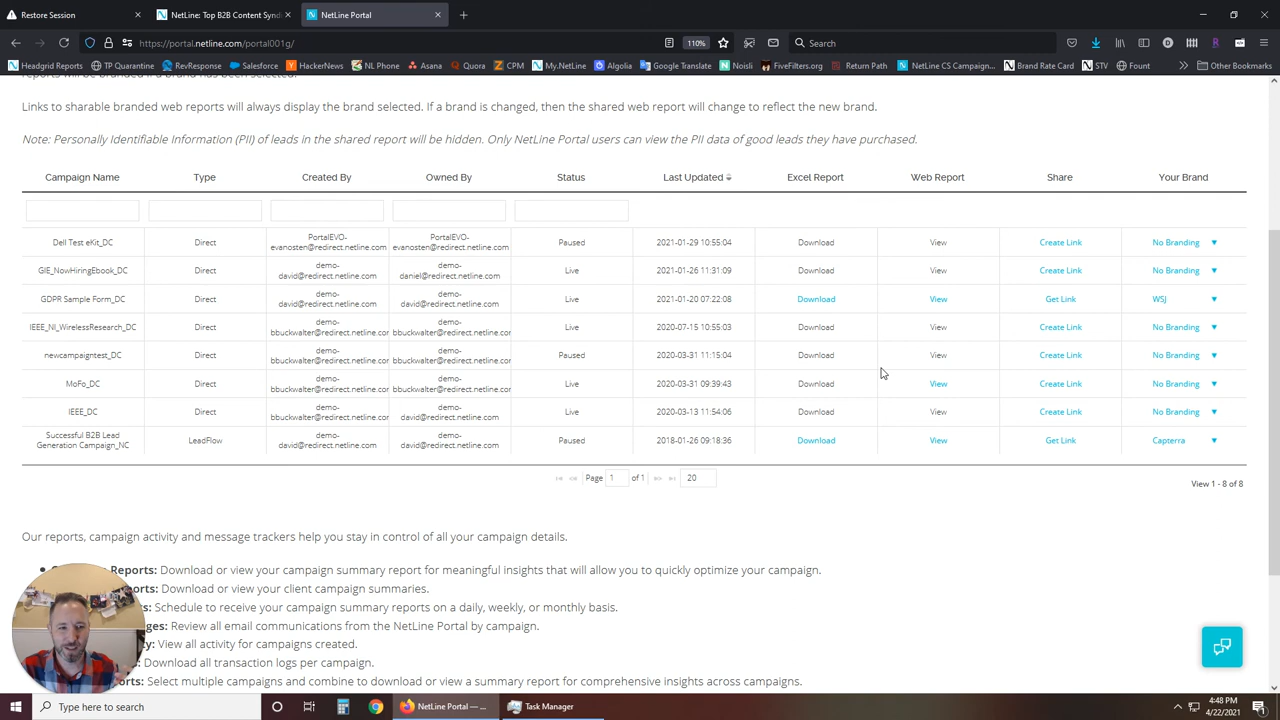 Restore Session
NetLine: Top B2B Content Synd
NetLine Portal
https://portal.netline.com/portal001g/
110%
Search
Headgrid Reports
TP Quarantine
RevResponse
Salesforce
HackerNews
NL Phone
Asana
Quora
CPM
My.NetLine
Algolia
Google Translate
Noisli
FiveFilters.org
Return Path
NetLine CS Campaign...
Brand Rate Card
STV
Fount
Other Bookmarks
reports will be branded if a brand has been selected.
Links to sharable branded web reports will always display the brand selected. If a brand is changed, then the shared web report will change to reflect the new brand.
Note: Personally Identifiable Information (PII) of leads in the shared report will be hidden. Only NetLine Portal users can view the PII data of good leads they have purchased.
Campaign Name Type Created By Owned By Status Last Updated Excel Report Web Report Share Your Brand
Dell Test eKit_DC Direct PortalEVO-evanosten@redirect.netline.com PortalEVO-evanosten@redirect.netline.com Paused 2021-01-29 10:55:04 Download View Create Link No Branding
GIE_NowHiringEbook_DC Direct demo-david@redirect.netline.com demo-daniel@redirect.netline.com Live 2021-01-26 11:31:09 Download View Create Link No Branding
GDPR Sample Form_DC Direct demo-david@redirect.netline.com demo-david@redirect.netline.com Live 2021-01-20 07:22:08 Download View Get Link WSJ
IEEE_NI_WirelessResearch_DC Direct demo-bbuckwalter@redirect.netline.cor demo-bbuckwalter@redirect.netline.cor Live 2020-07-15 10:55:03 Download View Create Link No Branding
newcampaigntest_DC Direct demo-bbuckwalter@redirect.netline.cor demo-bbuckwalter@redirect.netline.cor Paused 2020-03-31 11:15:04 Download View Create Link No Branding
MoFo_DC Direct demo-bbuckwalter@redirect.netline.cor demo-bbuckwalter@redirect.netline.cor Live 2020-03-31 09:39:43 Download View Create Link No Branding
IEEE_DC Direct demo-bbuckwalter@redirect.netline.cor demo-david@redirect.netline.com Live 2020-03-13 11:54:06 Download View Create Link No Branding
Successful B2B Lead Generation Campaign_NC LeadFlow demo-david@redirect.netline.com demo-david@redirect.netline.com Paused 2018-01-26 09:18:36 Download View Get Link Capterra
Page 1 of 1 20
View 1 - 8 of 8
Our reports, campaign activity and message trackers help you stay in control of all your campaign details.
Reports: Download or view your campaign summary report for meaningful insights that will allow you to quickly optimize your campaign.
orts: Download or view your client campaign summaries.
s: Schedule to receive your campaign summary reports on a daily, weekly, or monthly basis.
ges: Review all email communications from the NetLine Portal by campaign.
ty: View all activity for campaigns created.
: Download all transaction logs per campaign.
orts: Select multiple campaigns and combine to download or view a summary report for comprehensive insights across campaigns.
Type here to search
NetLine Portal — ...
Task Manager
4:48 PM
4/22/2021